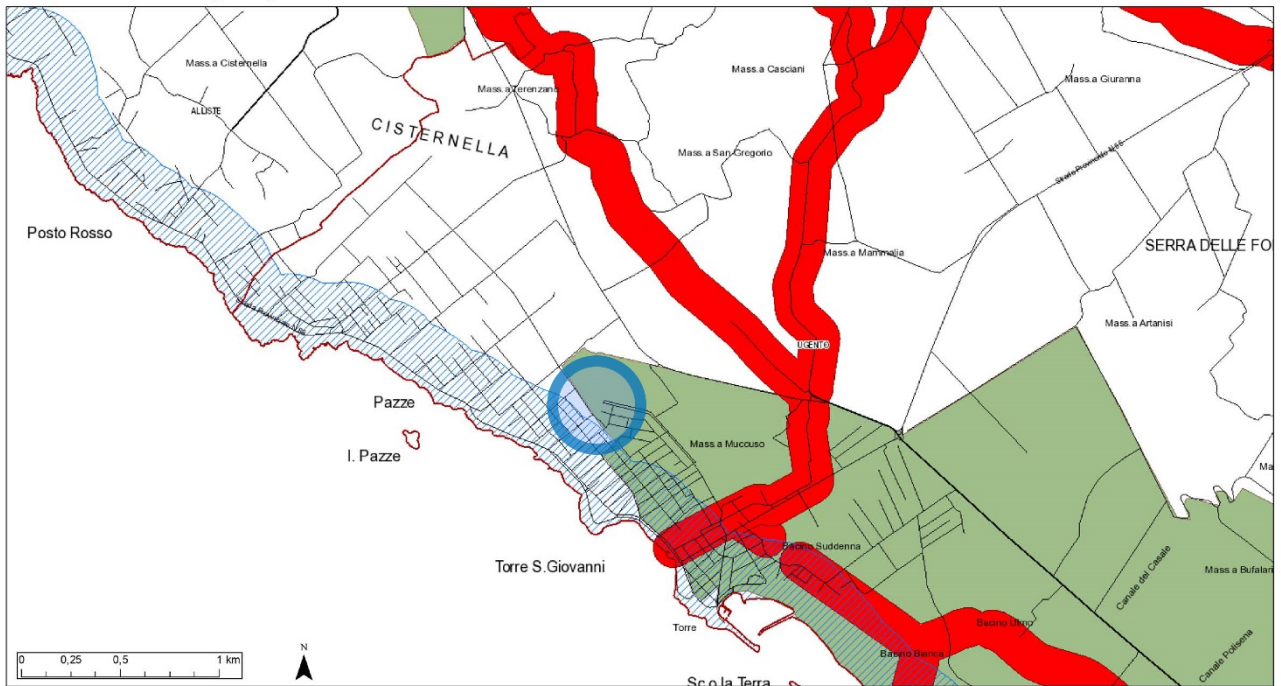 Mass.a Cisternella
Mass.a Terenzano
Mass.a Casciani
Mass.a Giuranna
ALLISTE
CISTERNELLA
Mass.a San-Gregorio
Posto Rosso
Mass.a Mammalia
SERRA DELLE FO
Mass.a Artanisi
UGENTO
Pazze
I. Pazze
Mass.a Muccuso
Ma
Torre S.Giovanni
Bacino Suddenna
Canale del Casale
Mass.a Bufalari
Torre
Bacino Ulmo
Bacino Bianca
Canale Polisena
Sc.o la Terra
0 0,25 0,5 1 km
N